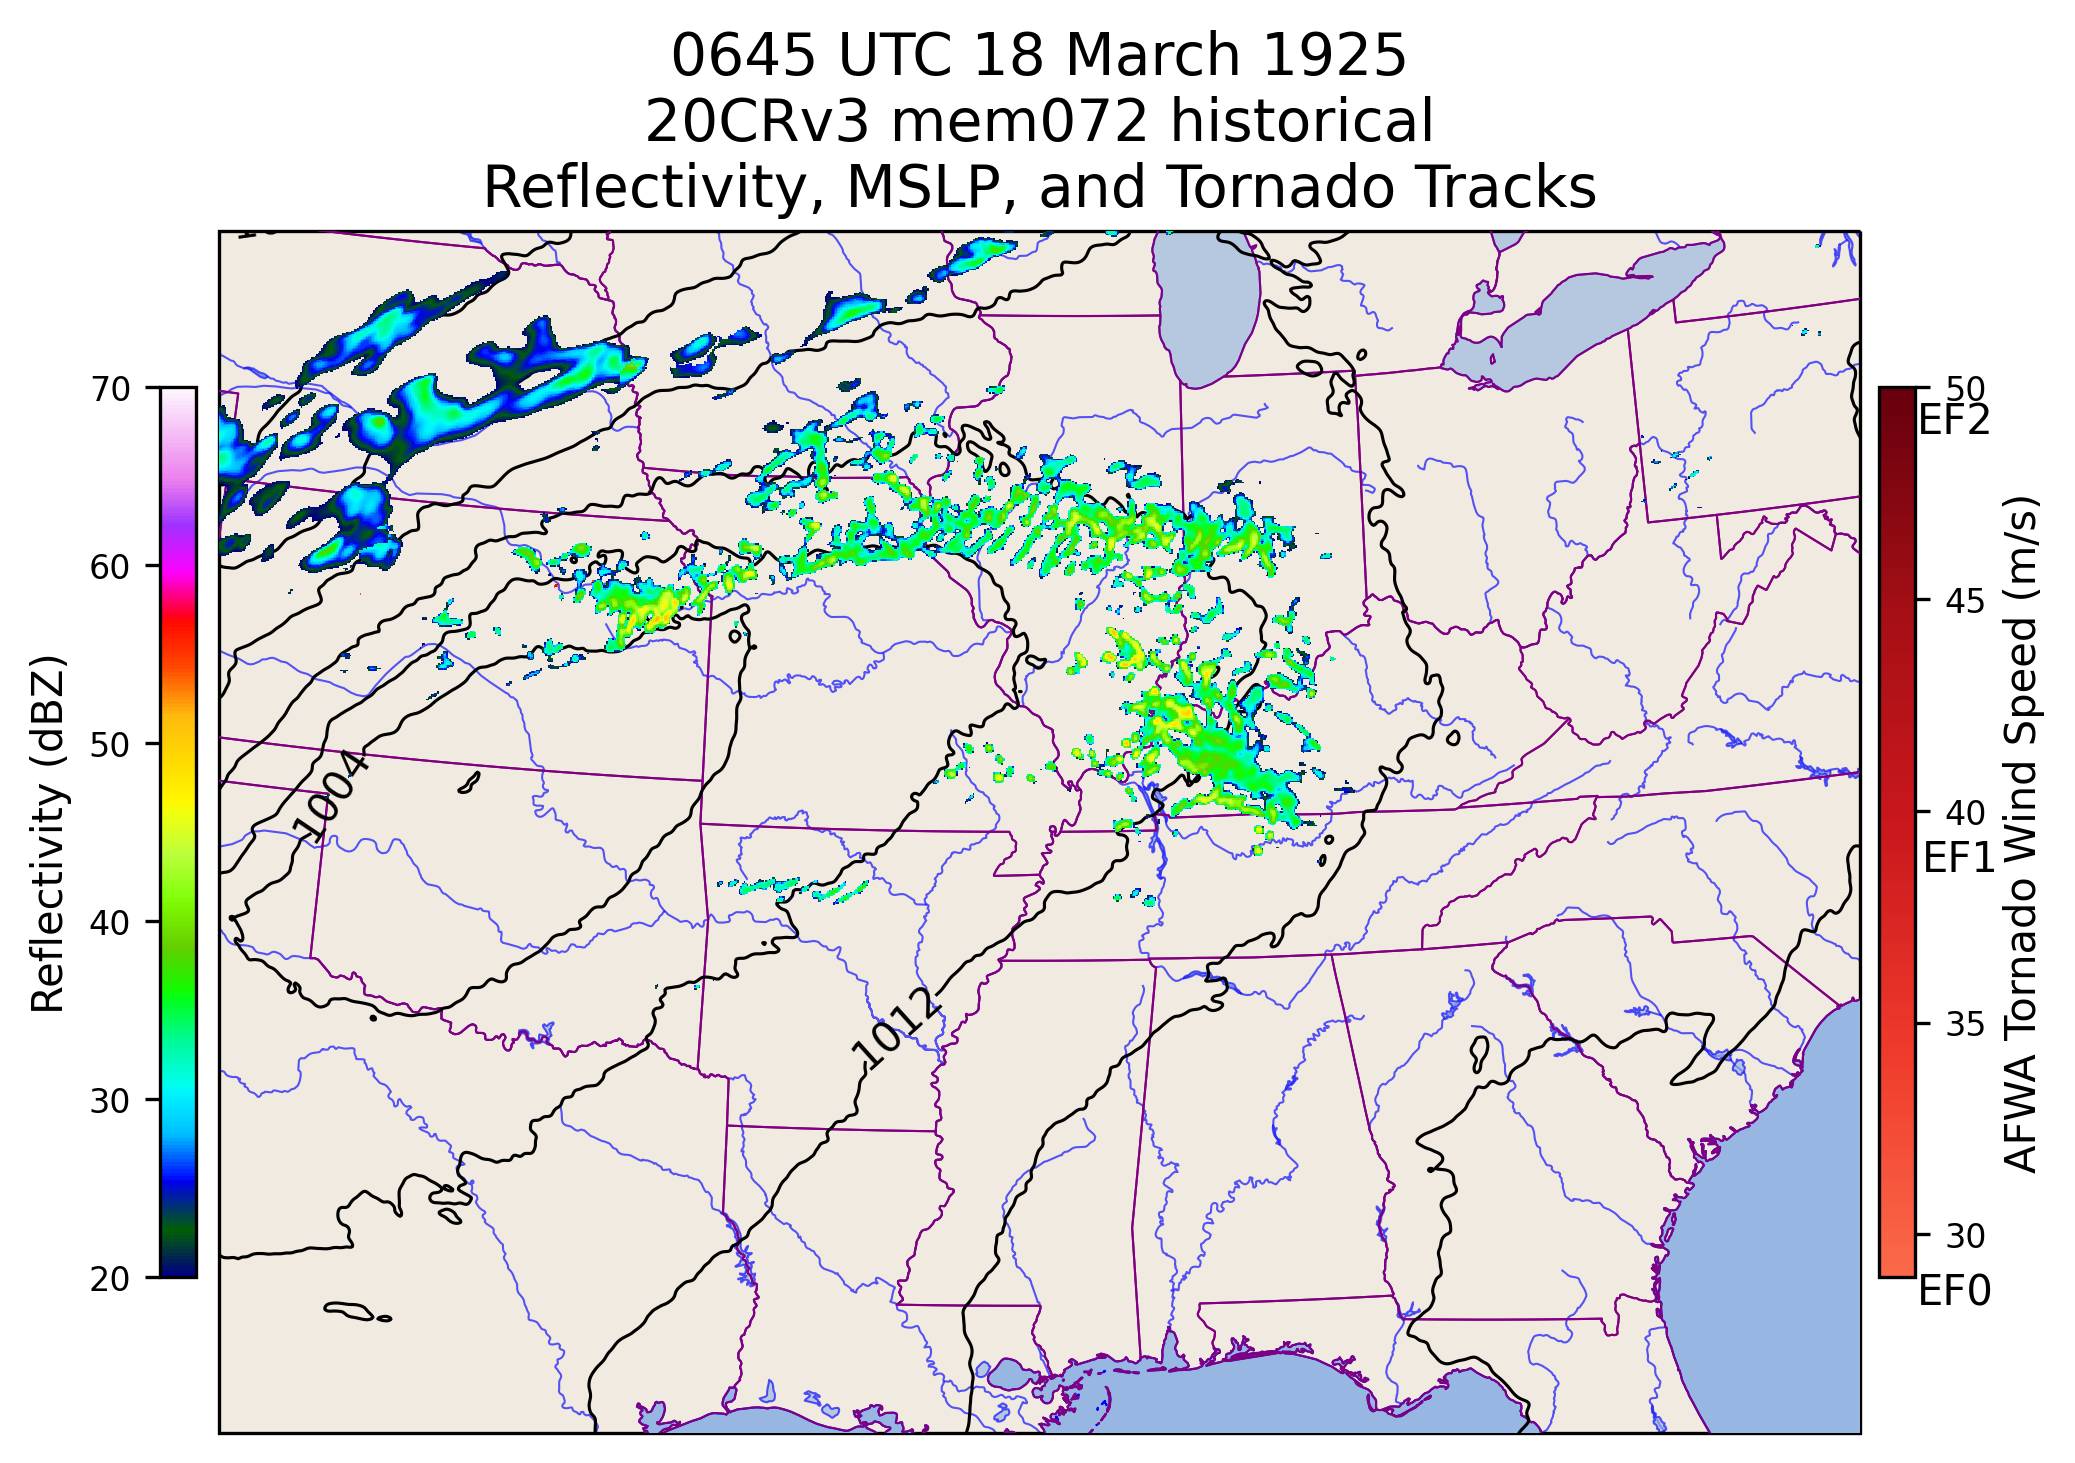 0645 UTC 18 March 1925
20CRv3 mem072 historical
Reflectivity, MSLP, and Tornado Tracks
70
60
50
40
30
20
Reflectivity (dBZ)
1004
1012
50
EF2
45
40
EF1
35
30
EF0
AFWA Tornado Wind Speed (m/s)